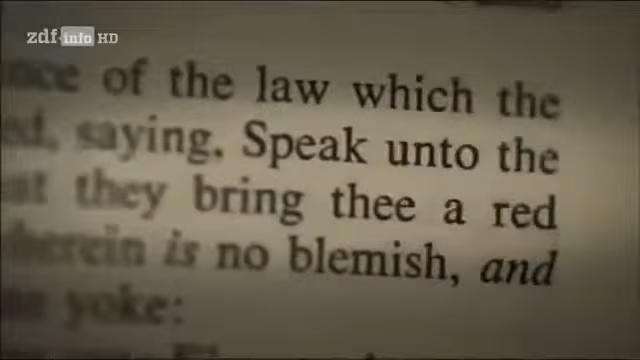 zdf info HD
of the law which the
saying, Speak unto the
they bring thee a red
wherein is no blemish, and
yoke: